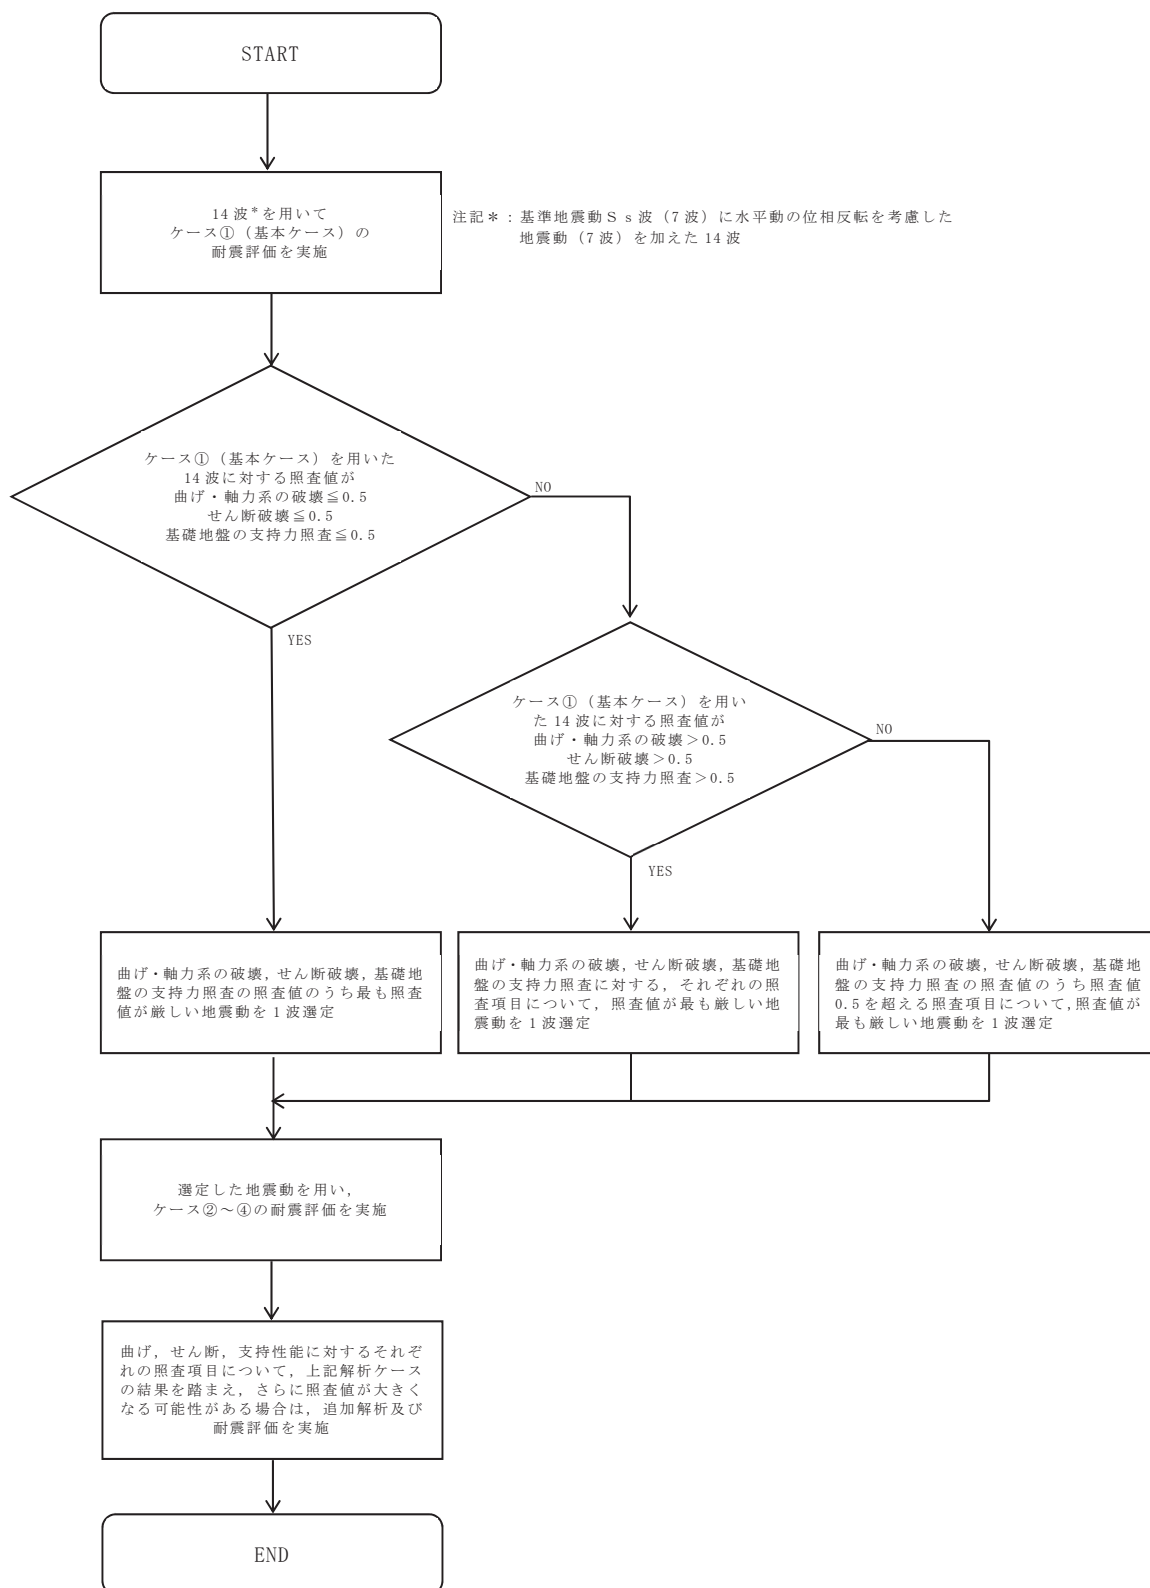 START
14波*を用いて
ケース①（基本ケース）の
耐震評価を実施
注記＊：基準地震動Ｓｓ波（7波）に水平動の位相反転を考慮した
地震動（7波）を加えた14波
ケース①（基本ケース）を用いた
14波に対する照査値が
曲げ・軸力系の破壊≦0.5
せん断破壊≦0.5
基礎地盤の支持力照査≦0.5
NO
YES
ケース①（基本ケース）を用い
た14波に対する照査値が
曲げ・軸力系の破壊＞0.5
せん断破壊＞0.5
基礎地盤の支持力照査＞0.5
NO
YES
曲げ・軸力系の破壊，せん断破壊，基礎地
盤の支持力照査の照査値のうち最も照査
値が厳しい地震動を1波選定
曲げ・軸力系の破壊，せん断破壊，基礎地
盤の支持力照査に対する，それぞれの照
査項目について，照査値が最も厳しい地
震動を1波選定
曲げ・軸力系の破壊，せん断破壊，基礎地
盤の支持力照査の照査値のうち照査値
0.5を超える照査項目について，照査値が
最も厳しい地震動を1波選定
選定した地震動を用い，
ケース②～④の耐震評価を実施
曲げ，せん断，支持性能に対するそれぞ
れの照査項目について，上記解析ケース
の結果を踏まえ，さらに照査値が大きく
なる可能性がある場合は，追加解析及び
耐震評価を実施
END